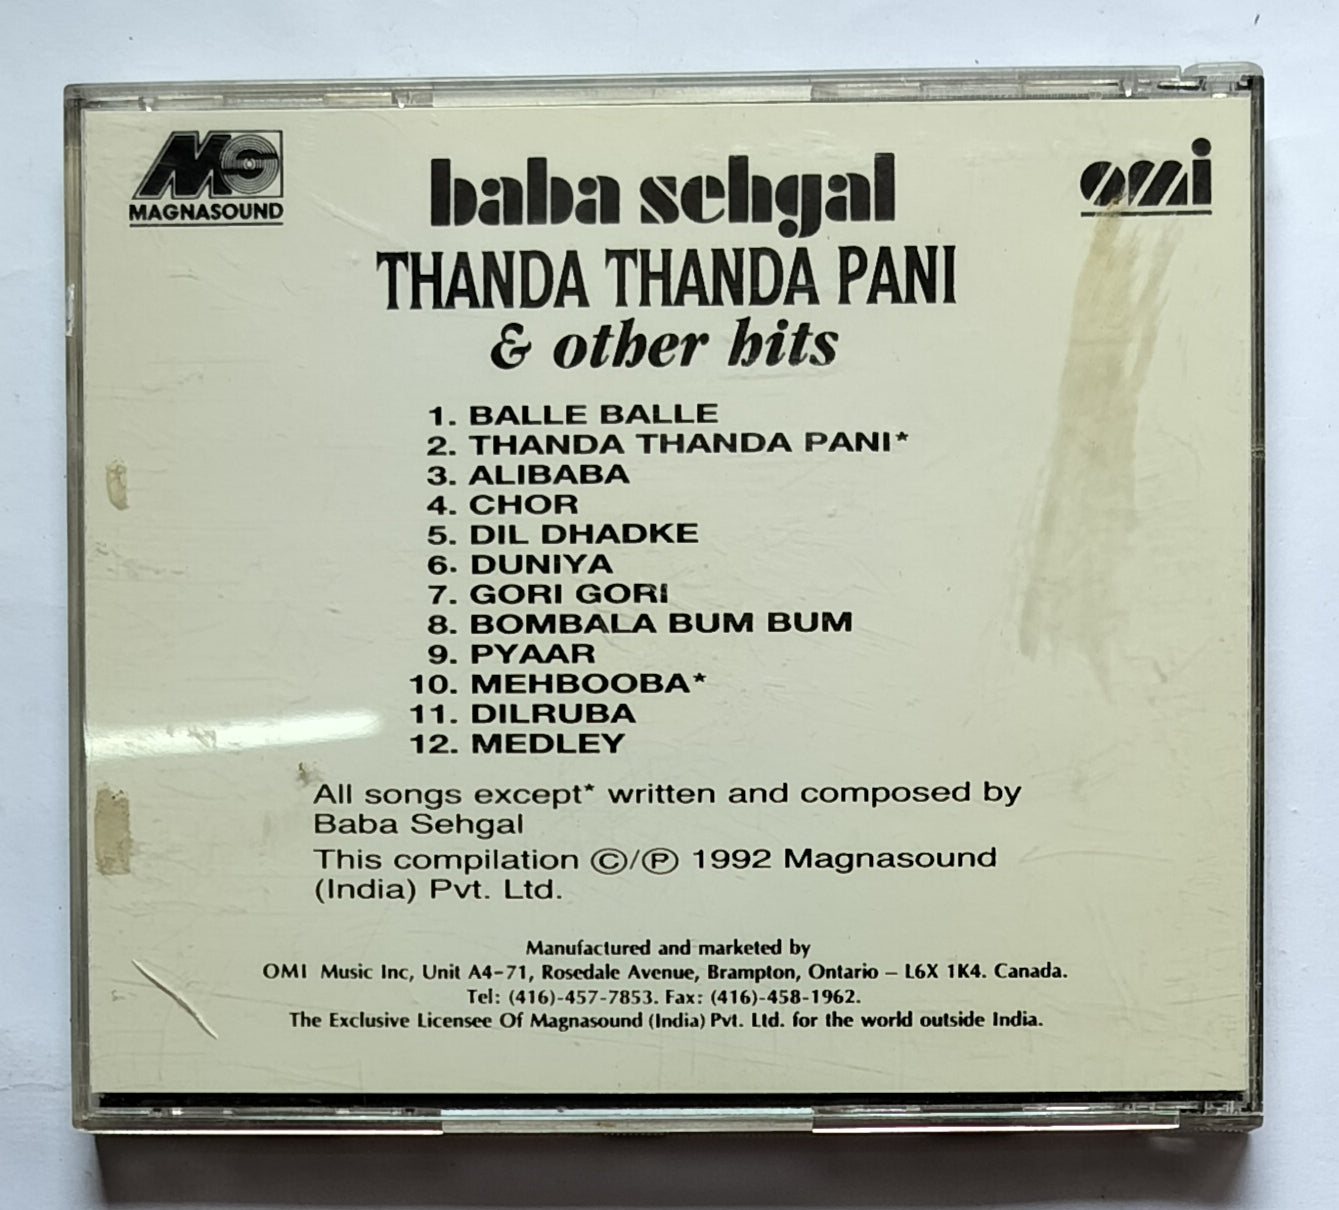 MG
MAGNASOUND
omi
baba sehgal
THANDA THANDA PANI
& other hits
1. BALLE BALLE
2. THANDA THANDA PANI*
3. ALIBABA
4. CHOR
5. DIL DHADKE
6. DUNIYA
7. GORI GORI
8. BOMBALA BUM BUM
9. PYAAR
10. MEHBOOBA*
11. DILRUBA
12. MEDLEY
All songs except* written and composed by
Baba Sehgal
This compilation ©/℗ 1992 Magnasound
(India) Pvt. Ltd.
Manufactured and marketed by
OMI Music Inc, Unit A4-71, Rosedale Avenue, Brampton, Ontario – L6X 1K4. Canada.
Tel: (416)-457-7853. Fax: (416)-458-1962.
The Exclusive Licensee Of Magnasound (India) Pvt. Ltd. for the world outside India.